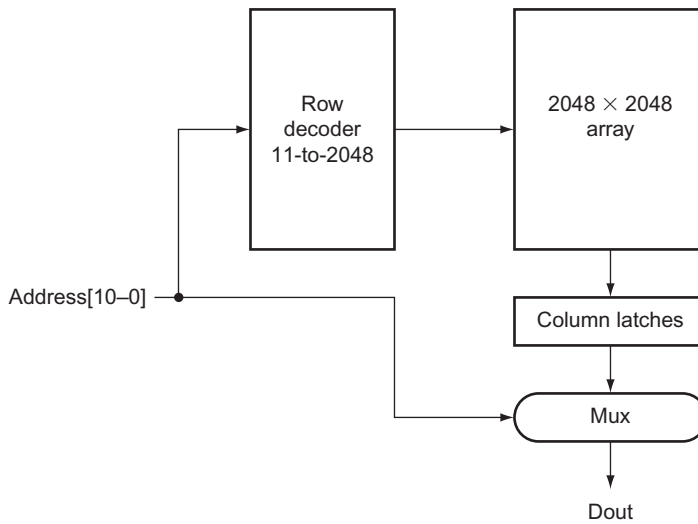 Row
decoder
11-to-2048
2048 × 2048
array
Address[10–0]
Column latches
Mux
Dout